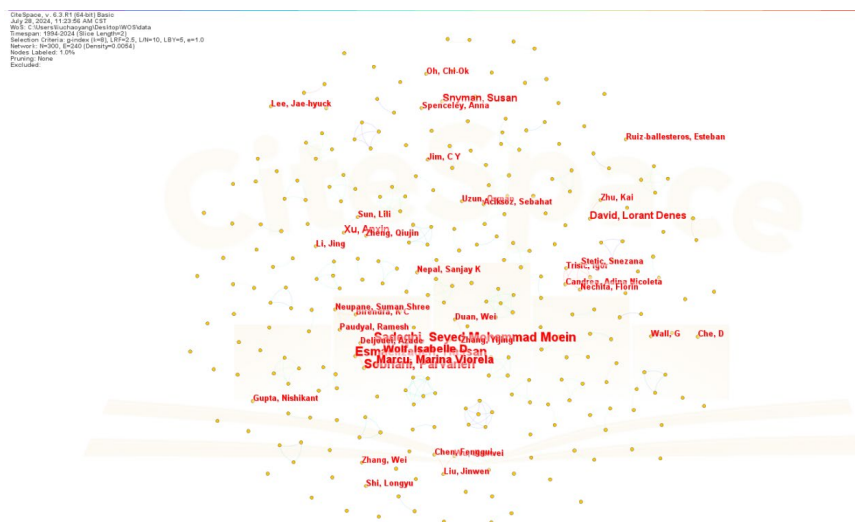 CiteSpace, v. 6.3.R1 (64-bit) Basic
July 28, 2024, 11:23:56 AM CST
WoS: C:\Users\liuchaoyang\Desktop\WOS\data
Timespan: 1994-2024 (Slice Length=2)
Selection Criteria: g-index (k=8), LRF=2.5, L/N=10, LBY=5, e=1.0
Network: N=300, E=240 (Density=0.0054)
Nodes Labeled: 1.0%
Pruning: None
Excluded:
Oh, Chi-Ok
Snyman, Susan
Lee, Jae-hyuck
Spenceley, Anna
CiteSpace
Ruiz-ballesteros, Esteban
Jim, C Y
Uzun,
Aciksoz, Sebahat
Zhu, Kai
Sun, Lili
David, Lorant Denes
Xu,
Zheng, Qiujin
Li, Jing
Stetic, Snezana
Trisic, Igor
Nepal, Sanjay K
Candrea, Adina Nicoleta
Nechita, Florin
Neupane, Suman Shree
Birendra, K C
Duan, Wei
Paudyal, Ramesh
Wall, G
Che, D
Seyed Mohammad Moein
Deljouei, Azade
Zhang, Yijing
Wolf, Isabelle D
Marcu, Marina Viorela
Sobhani, Parvaneh
Gupta, Nishikant
Chen, Fenggui
Zhang, Wei
Liu, Jinwen
Shi, Longyu